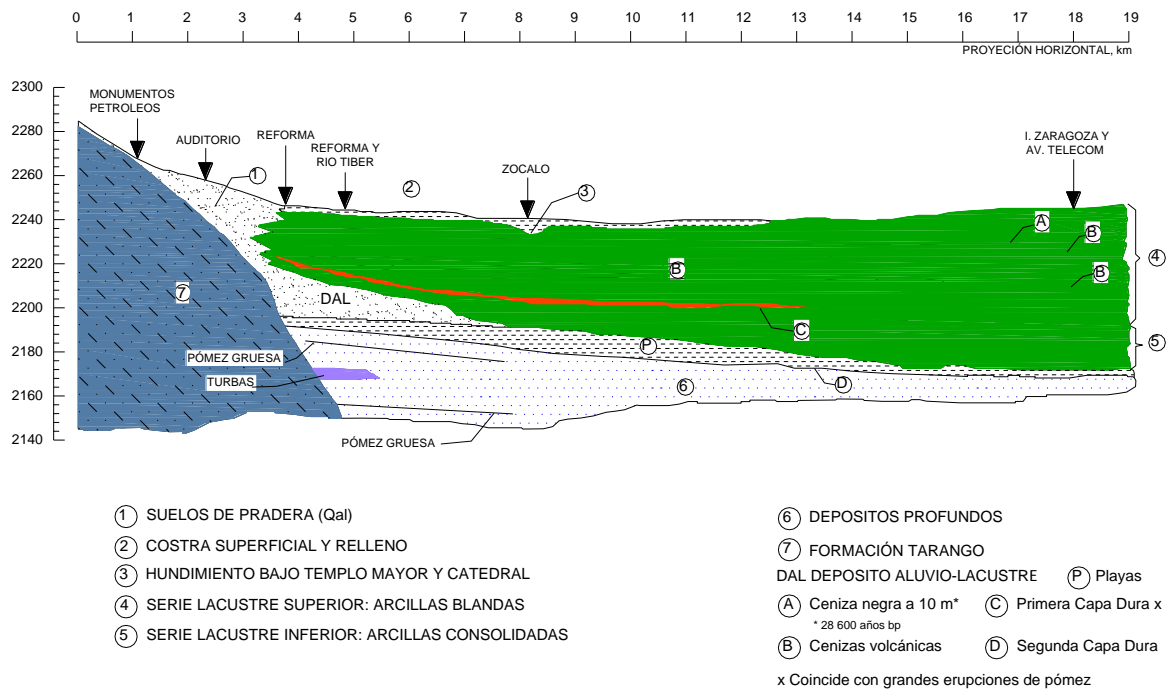 0 1 2 3 4 5 6 7 8 9 10 11 12 13 14 15 16 17 18 19
PROYECIÓN HORIZONTAL, km
2300
2280
2260
2240
2220
2200
2180
2160
2140
MONUMENTOS
PETROLEOS
AUDITORIO
REFORMA
REFORMA Y
RIO TIBER
ZOCALO
I. ZARAGOZA Y
AV. TELECOM
1
2
3
A
B
B
B
4
7
DAL
C
5
P
PÓMEZ GRUESA
TURBAS
D
6
PÓMEZ GRUESA
1 SUELOS DE PRADERA (Qal)
2 COSTRA SUPERFICIAL Y RELLENO
3 HUNDIMIENTO BAJO TEMPLO MAYOR Y CATEDRAL
4 SERIE LACUSTRE SUPERIOR: ARCILLAS BLANDAS
5 SERIE LACUSTRE INFERIOR: ARCILLAS CONSOLIDADAS
6 DEPOSITOS PROFUNDOS
7 FORMACIÓN TARANGO
DAL DEPOSITO ALUVIO-LACUSTRE P Playas
A Ceniza negra a 10 m* C Primera Capa Dura x
* 28 600 años bp
B Cenizas volcánicas D Segunda Capa Dura
x Coincide con grandes erupciones de pómez